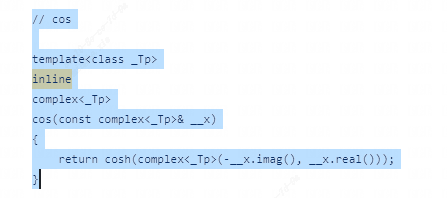 // cos
template<class _Tp>
inline
complex<_Tp>
cos(const complex<_Tp>& __x)
{
    return cosh(complex<_Tp>(-__x.imag(), __x.real()));
}